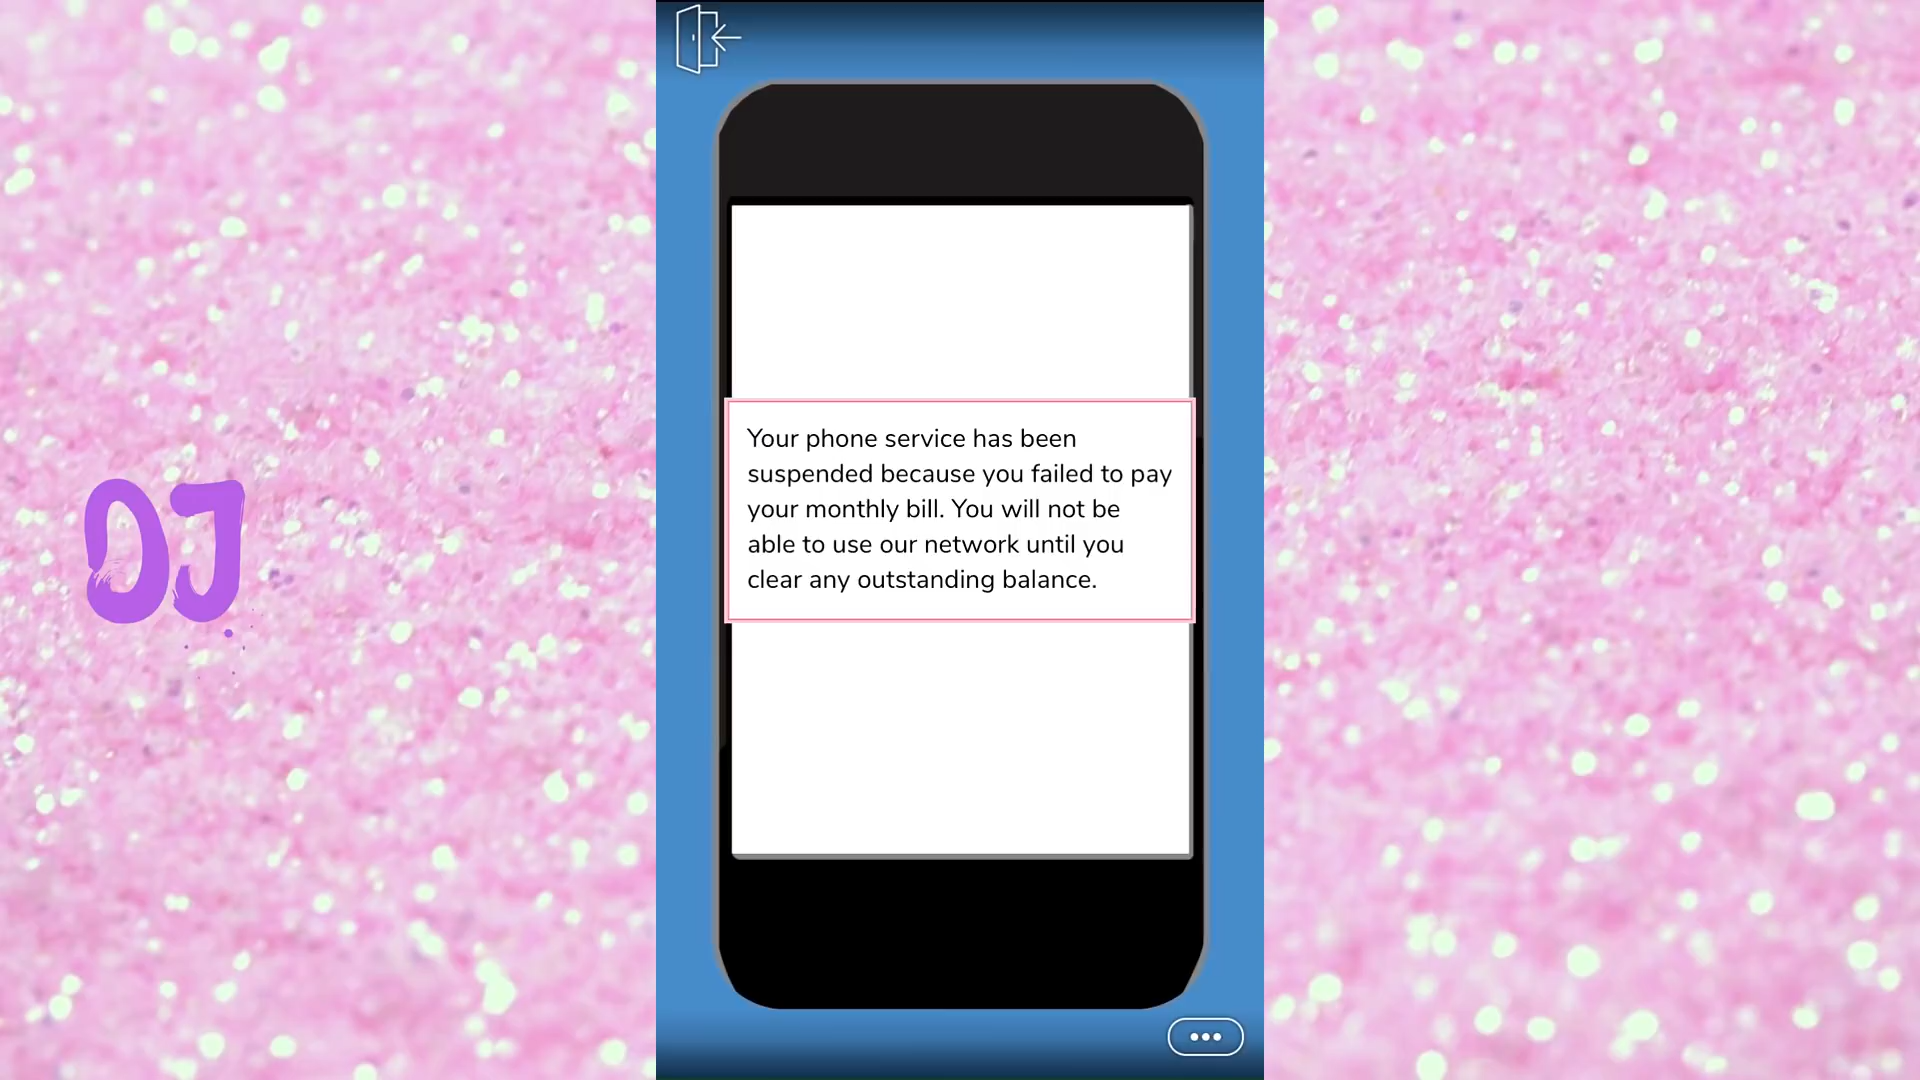 Your phone service has been
suspended because you failed to pay
your monthly bill. You will not be
able to use our network until you
clear any outstanding balance.
DJ